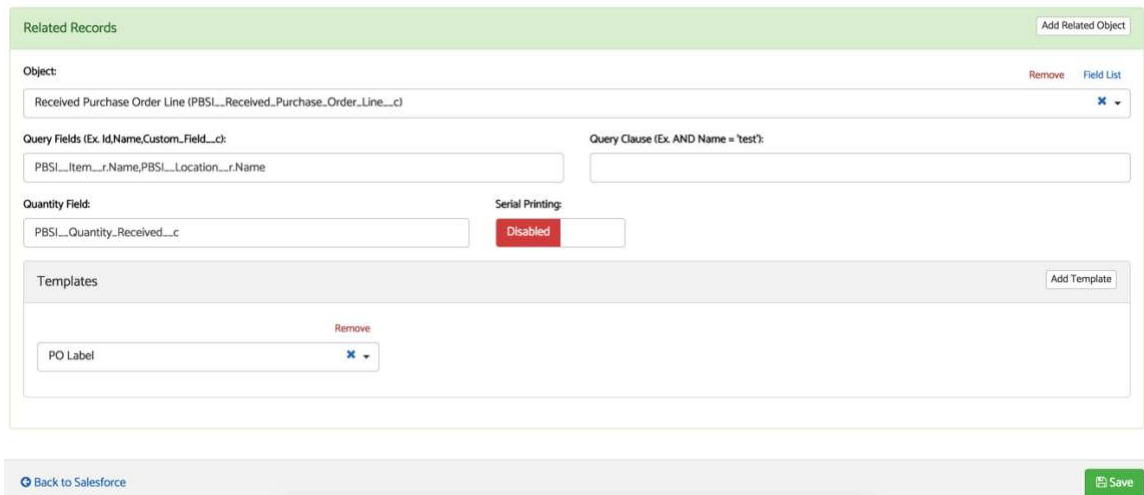 Related Records
Add Related Object
Object:
Remove Field List
Received Purchase Order Line (PBSI__Received_Purchase_Order_Line__c)
Query Fields (Ex. Id,Name,Custom_Field__c):
Query Clause (Ex. AND Name = 'test'):
PBSI__Item__r.Name,PBSI__Location__r.Name
Quantity Field:
Serial Printing:
PBSI__Quantity_Received__c
Disabled
Templates
Add Template
Remove
PO Label
Back to Salesforce
Save